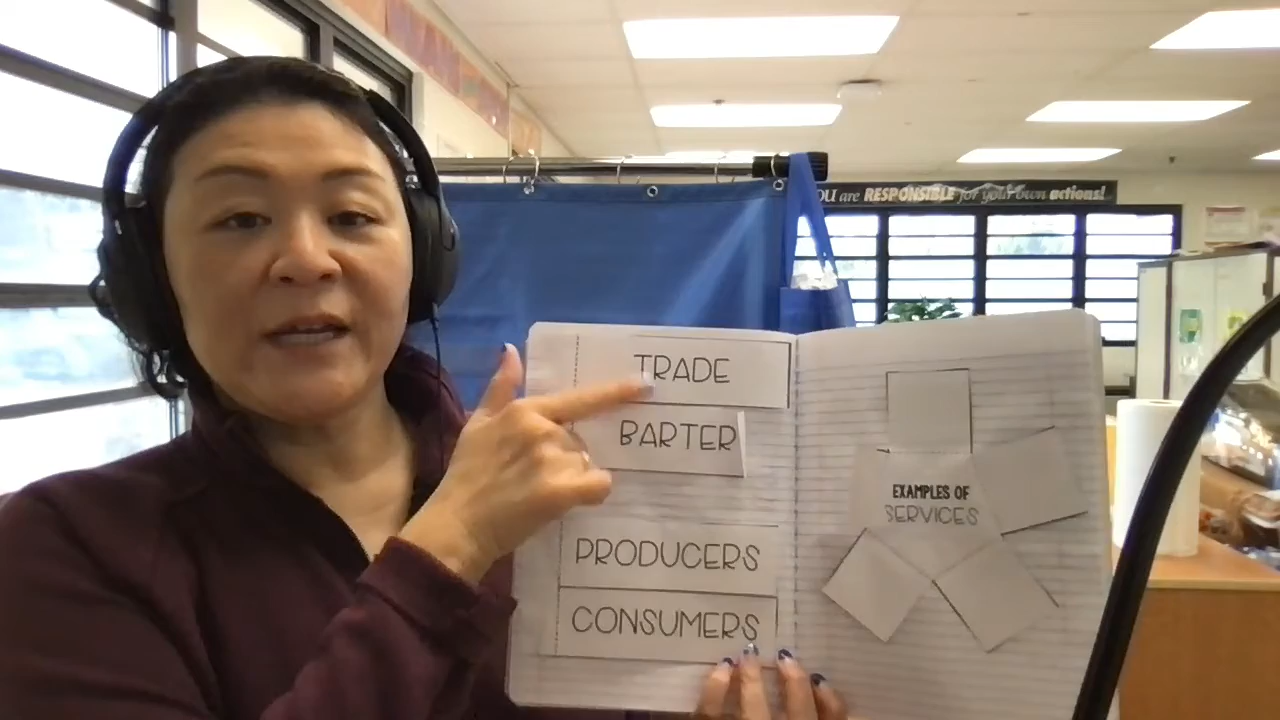 YOU are RESPONSIBLE for your own actions!
TRADE
BARTER
PRODUCERS
CONSUMERS
EXAMPLES OF
SERVICES